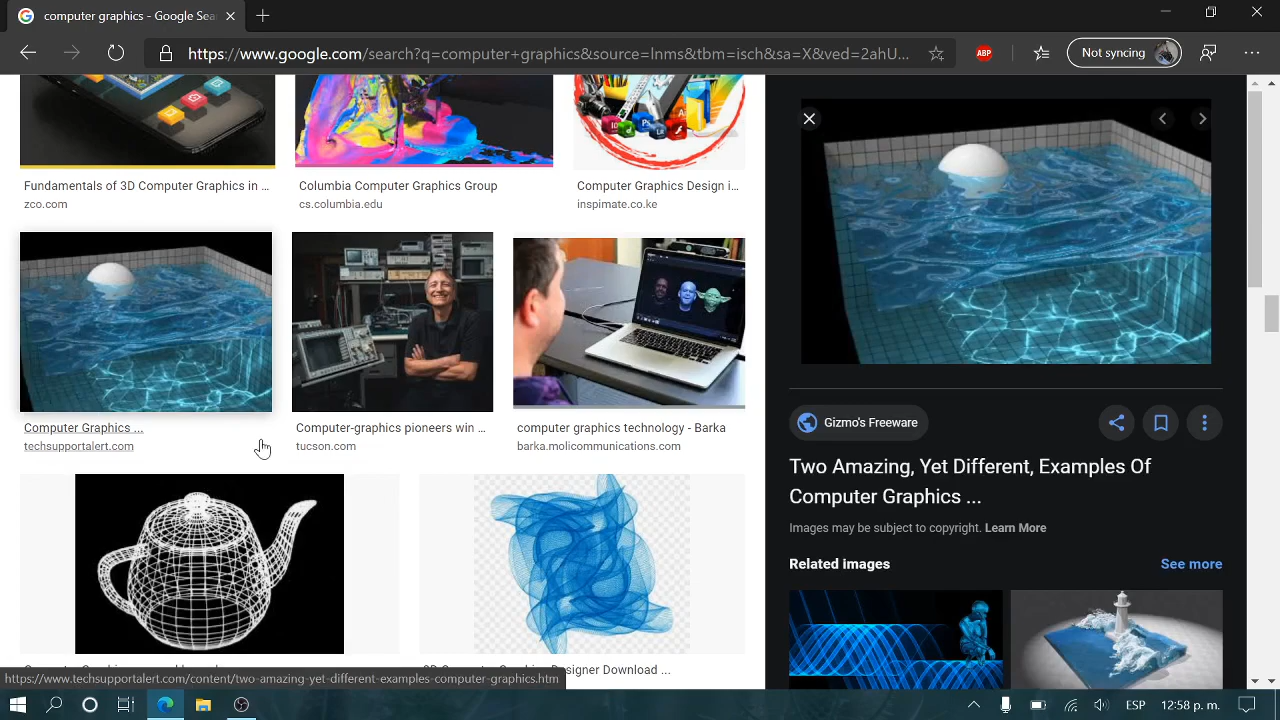 computer graphics - Google Sea
https://www.google.com/search?q=computer+graphics&source=lnms&tbm=isch&sa=X&ved=2ahU...
ABP
Not syncing
Fundamentals of 3D Computer Graphics in ...
zco.com
Columbia Computer Graphics Group
cs.columbia.edu
Computer Graphics Design i...
inspimate.co.ke
Computer Graphics ...
techsupportalert.com
Computer-graphics pioneers win ...
tucson.com
computer graphics technology - Barka
barka.molicommunications.com
Designer Download ...
https://www.techsupportalert.com/content/two-amazing-yet-different-examples-computer-graphics.htm
Gizmo's Freeware
Two Amazing, Yet Different, Examples Of
Computer Graphics ...
Images may be subject to copyright. Learn More
Related images
See more
ESP
12:58 p. m.